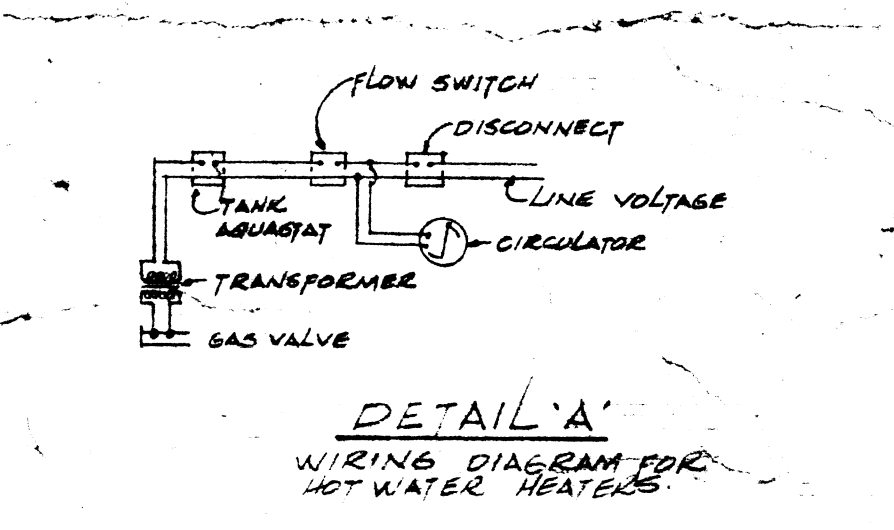 FLOW SWITCH
DISCONNECT
LINE VOLTAGE
TANK
AQUASTAT
CIRCULATOR
TRANSFORMER
GAS VALVE
DETAIL 'A'
WIRING DIAGRAM FOR
HOT WATER HEATERS.